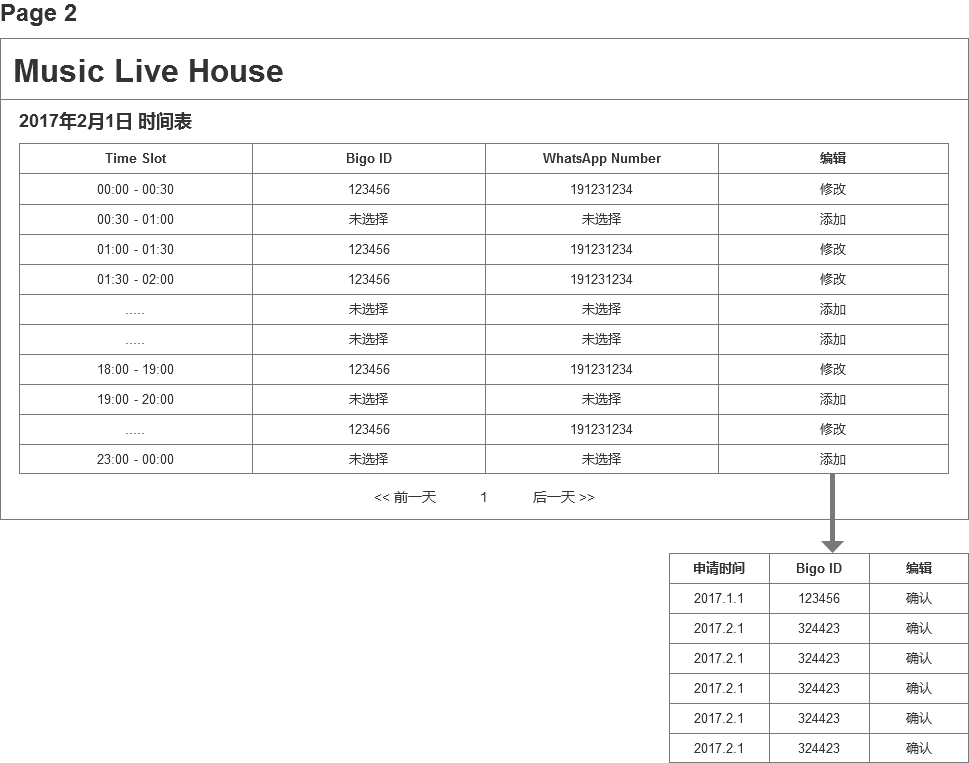 Page 2
Music Live House
2017年2月1日 时间表
Time Slot Bigo ID WhatsApp Number 编辑
00:00 - 00:30 123456 191231234 修改
00:30 - 01:00 未选择 未选择 添加
01:00 - 01:30 123456 191231234 修改
01:30 - 02:00 123456 191231234 修改
..... 未选择 未选择 添加
..... 未选择 未选择 添加
18:00 - 19:00 123456 191231234 修改
19:00 - 20:00 未选择 未选择 添加
..... 123456 191231234 修改
23:00 - 00:00 未选择 未选择 添加
<< 前一天 1 后一天 >>
申请时间 Bigo ID 编辑
2017.1.1 123456 确认
2017.2.1 324423 确认
2017.2.1 324423 确认
2017.2.1 324423 确认
2017.2.1 324423 确认
2017.2.1 324423 确认